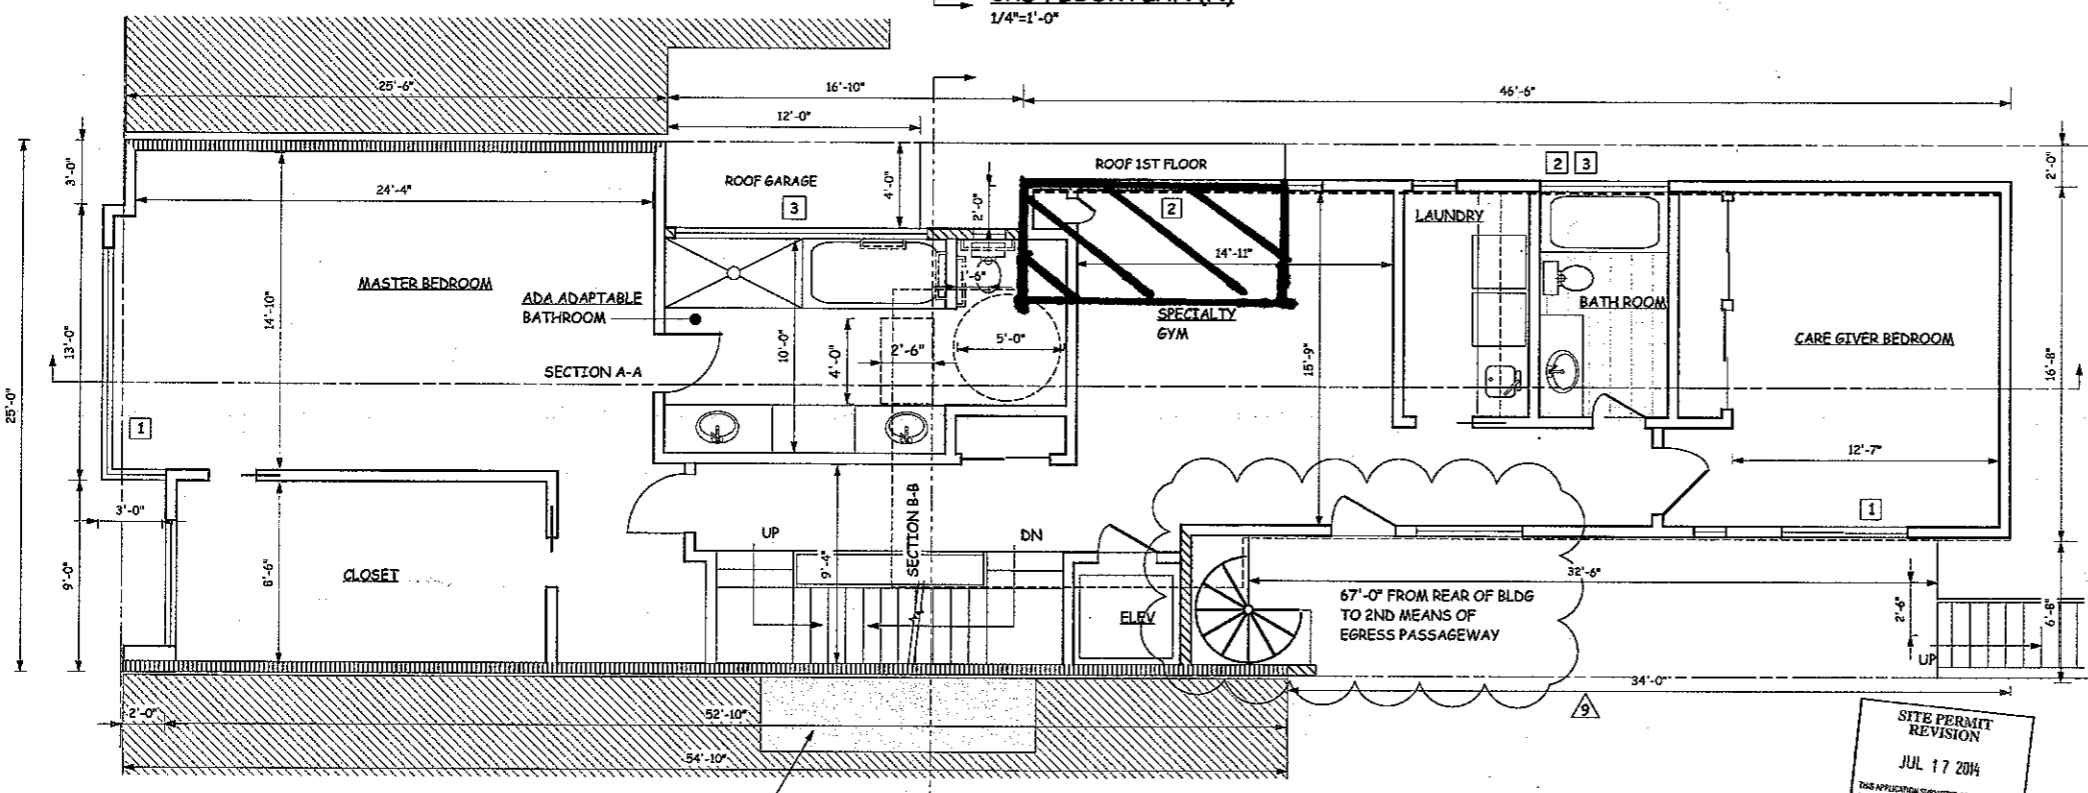 1/4"=1'-0"
25'-6"
16'-10"
46'-6"
12'-0"
3'-0"
24'-4"
ROOF GARAGE
3
4'-0"
2'-0"
ROOF 1ST FLOOR
2
2 3
2'-0"
LAUNDRY
14'-11"
MASTER BEDROOM
14'-10"
ADA ADAPTABLE
BATHROOM
1'-6"
SPECIALTY
GYM
BATH ROOM
CARE GIVER BEDROOM
13'-0"
10'-0"
4'-0"
2'-6"
5'-0"
15'-9"
16'-8"
SECTION A-A
25'-0"
1
12'-7"
1
3'-0"
UP
SECTION B-B
DN
9'-0"
CLOSET
8'-6"
9'-4"
ELEV
32'-6"
67'-0" FROM REAR OF BLDG
TO 2ND MEANS OF
EGRESS PASSAGEWAY
2'-6"
6'-8"
UP
34'-0"
9
2'-0"
52'-10"
54'-10"
SITE PERMIT
REVISION
JUL 17 2014